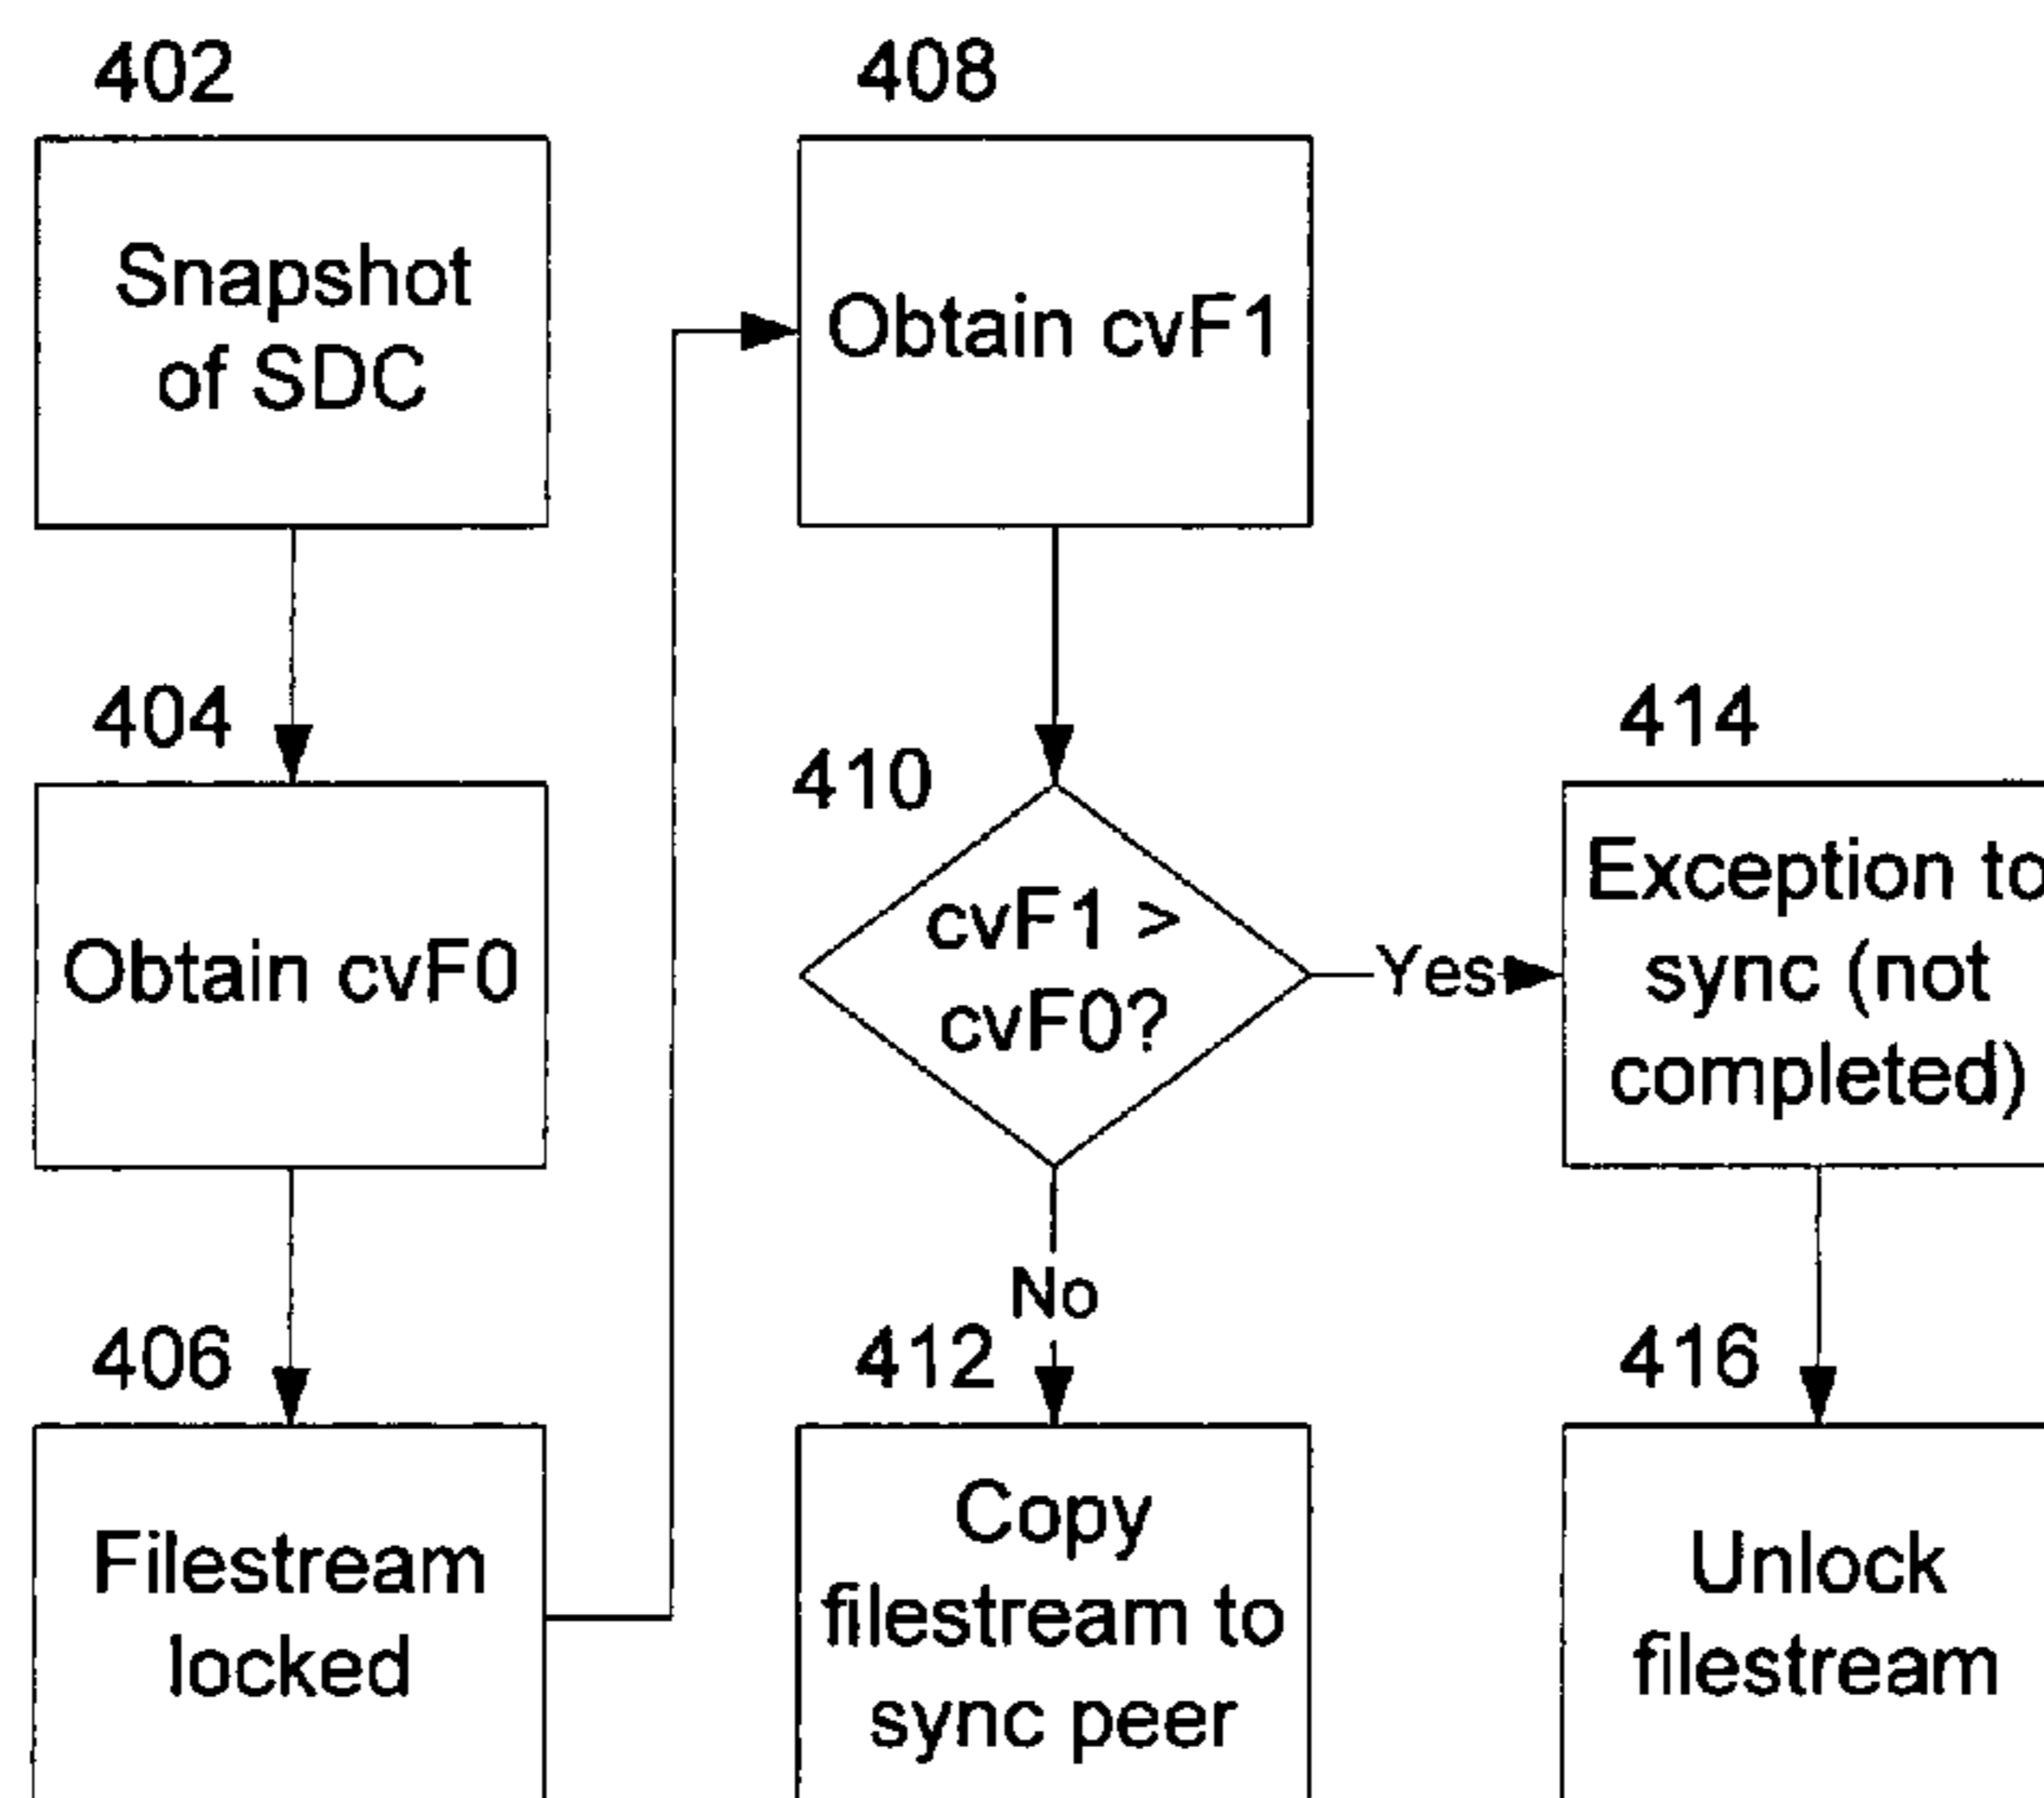 402
Snapshot
of SDC
404
Obtain cvF0
406
Filestream
locked
408
Obtain cvF1
410
cvF1 >
cvF0?
Yes
No
412
Copy
filestream to
sync peer
414
Exception to
sync (not
completed)
416
Unlock
filestream